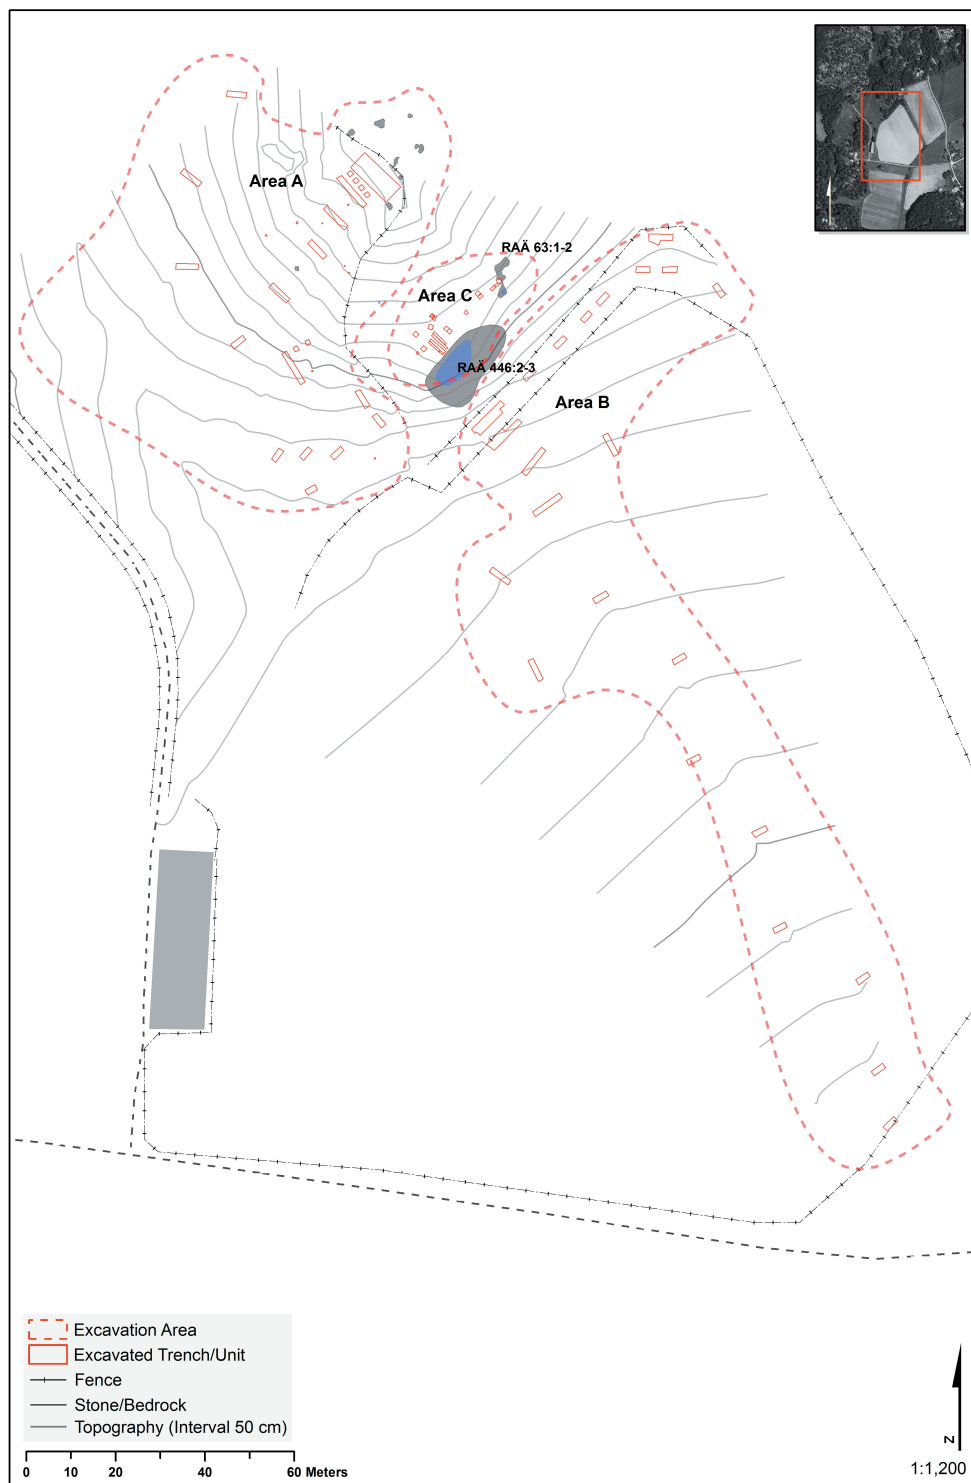 N
Area A
RAÄ 63:1-2
Area C
RAÄ 446:2-3
Area B
Excavation Area
Excavated Trench/Unit
Fence
Stone/Bedrock
Topography (Interval 50 cm)
0 10 20 40 60 Meters
N
1:1,200